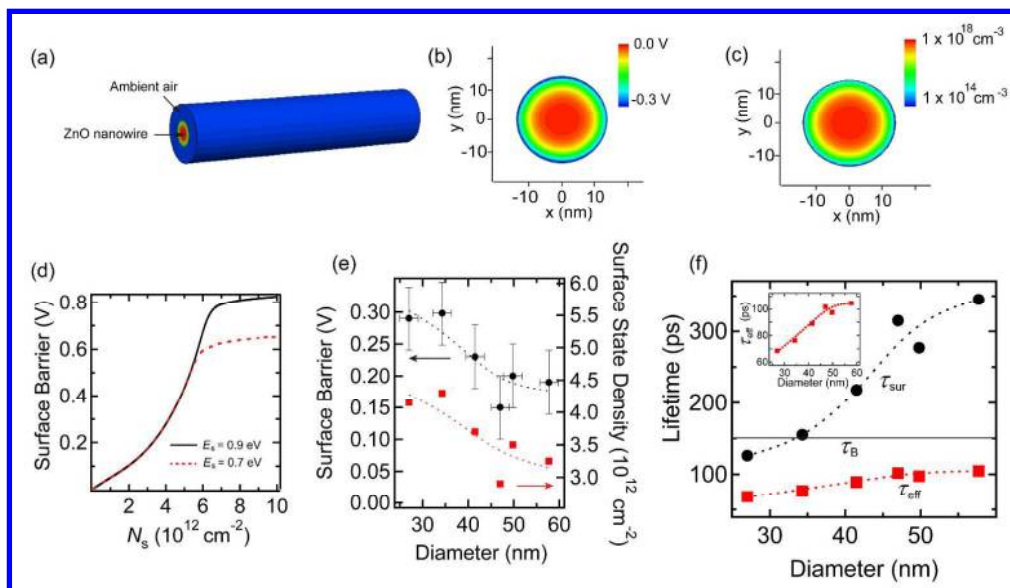 (a)
Ambient air
ZnO nanowire
(b)
y (nm)
10
0
-10
-10 0 10
x (nm)
0.0 V
-0.3 V
(c)
y (nm)
10
0
-10
-10 0 10
x (nm)
1 x 10^18 cm^-3
1 x 10^14 cm^-3
(d)
Surface Barrier (V)
0.8
0.6
0.4
0.2
E_s = 0.9 eV
E_s = 0.7 eV
2 4 6 8 10
N_s (10^12 cm^-2)
(e)
Surface Barrier (V)
0.30
0.25
0.20
0.15
0.10
0.05
0.00
30 40 50 60
Diameter (nm)
Surface State Density (10^12 cm^-2)
6.0
5.5
5.0
4.5
4.0
3.5
3.0
(f)
Lifetime (ps)
300
200
100
τ_eff (ps)
100
80
60
30 40 50 60
Diameter (nm)
τ_sur
τ_B
τ_eff
30 40 50
Diameter (nm)